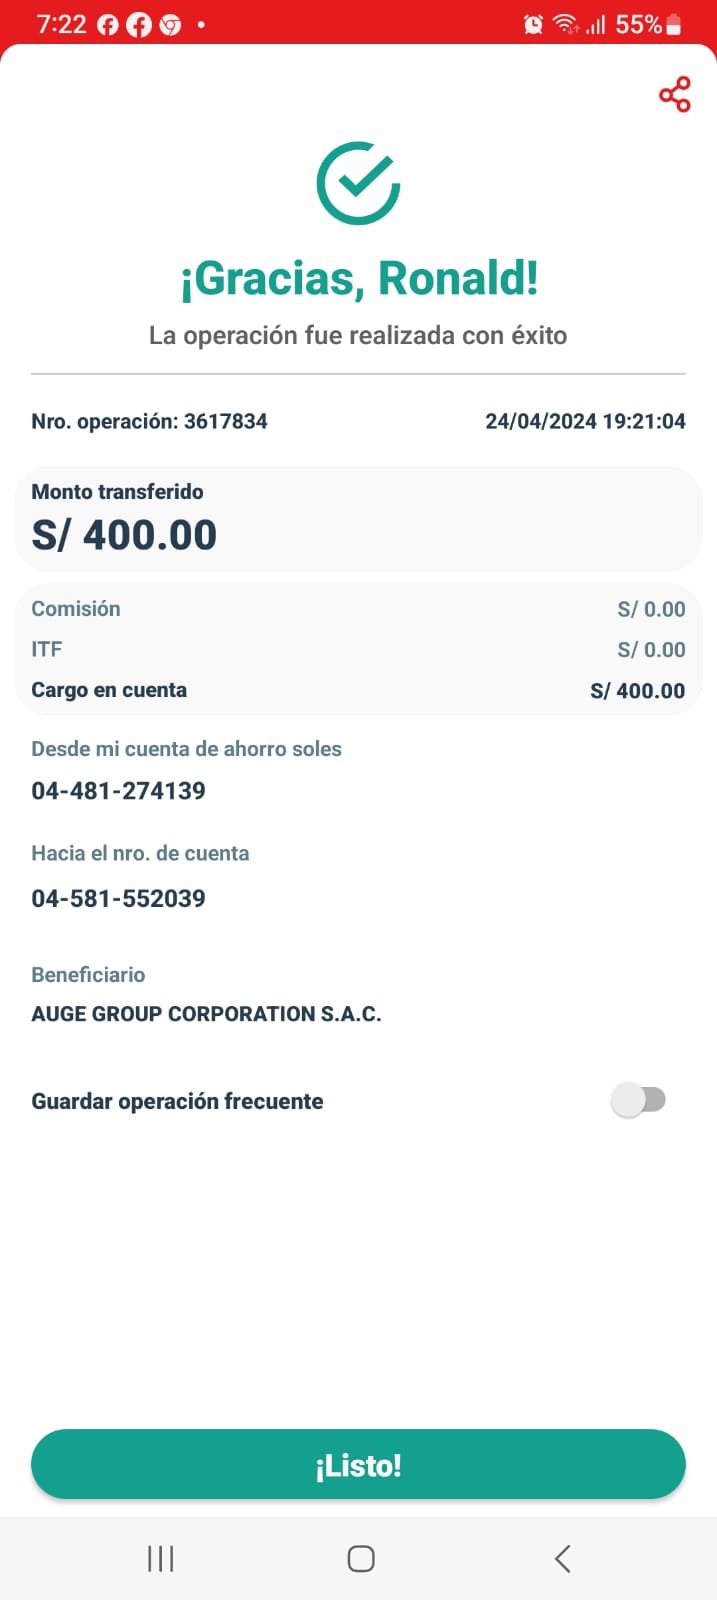 7:22
55%
¡Gracias, Ronald!
La operación fue realizada con éxito
Nro. operación: 3617834 24/04/2024 19:21:04
Monto transferido
S/ 400.00
Comisión S/ 0.00
ITF S/ 0.00
Cargo en cuenta S/ 400.00
Desde mi cuenta de ahorro soles
04-481-274139
Hacia el nro. de cuenta
04-581-552039
Beneficiario
AUGE GROUP CORPORATION S.A.C.
Guardar operación frecuente
¡Listo!